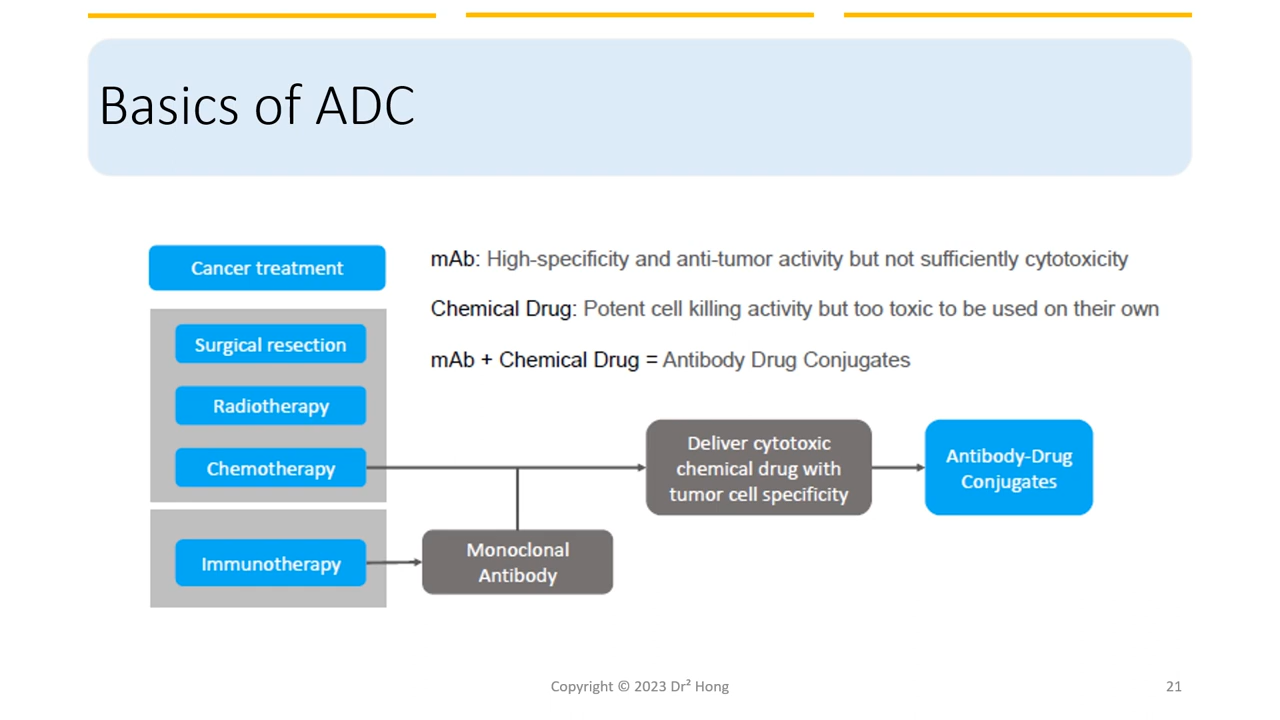 Basics of ADC
Cancer treatment
Surgical resection
Radiotherapy
Chemotherapy
Immunotherapy
mAb: High-specificity and anti-tumor activity but not sufficiently cytotoxicity
Chemical Drug: Potent cell killing activity but too toxic to be used on their own
mAb + Chemical Drug = Antibody Drug Conjugates
Monoclonal
Antibody
Deliver cytotoxic
chemical drug with
tumor cell specificity
Antibody-Drug
Conjugates
Copyright © 2023 Dr² Hong
21